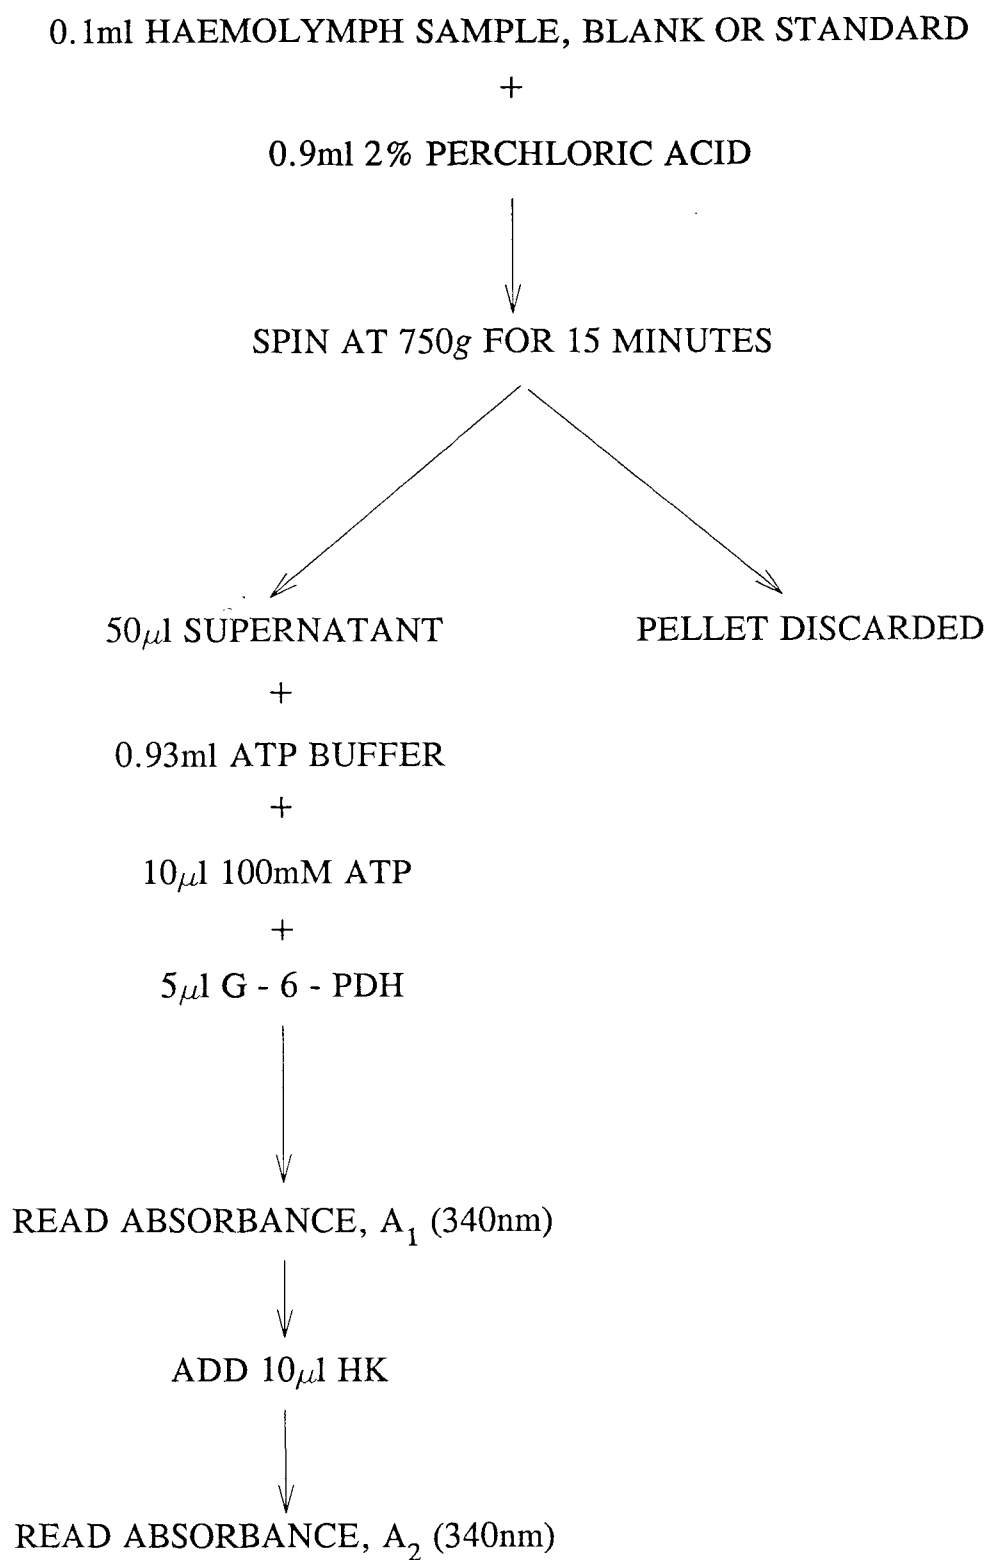 0.1ml HAEMOLYMPH SAMPLE, BLANK OR STANDARD
+
0.9ml 2% PERCHLORIC ACID
SPIN AT 750g FOR 15 MINUTES
50μl SUPERNATANT
PELLET DISCARDED
+
0.93ml ATP BUFFER
+
10μl 100mM ATP
+
5μl G - 6 - PDH
READ ABSORBANCE, A₁ (340nm)
ADD 10μl HK
READ ABSORBANCE, A₂ (340nm)